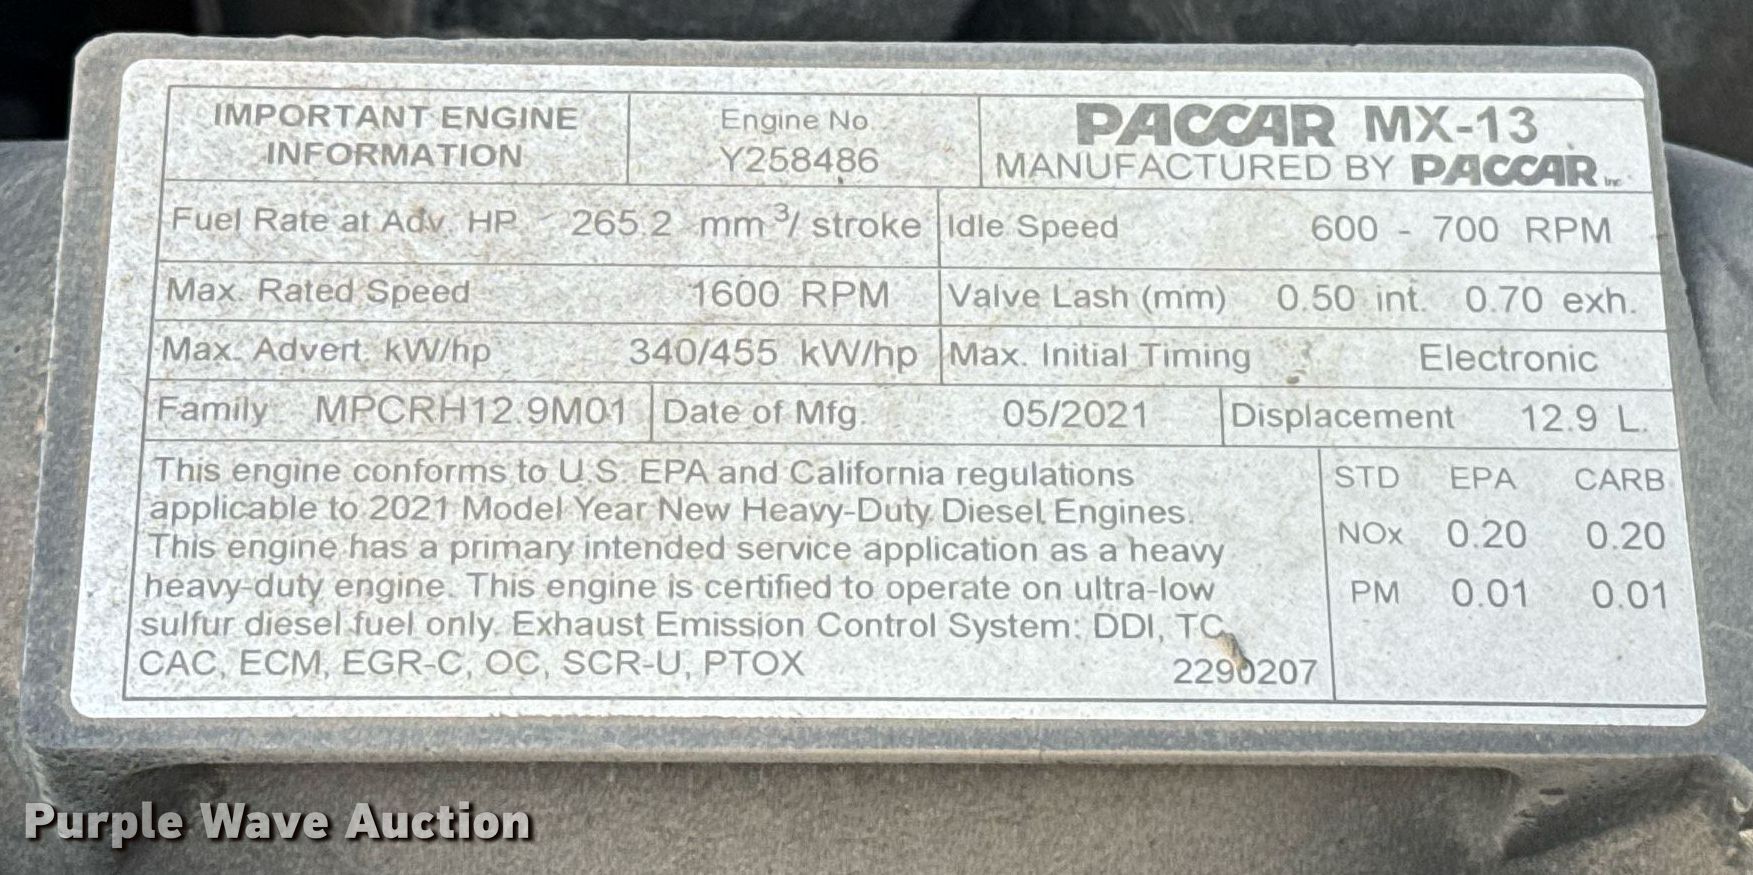 IMPORTANT ENGINE
INFORMATION
Engine No.
Y258486
PACCAR MX-13
MANUFACTURED BY PACCAR Inc.
Fuel Rate at Adv. HP 265.2 mm³/ stroke
Idle Speed 600 - 700 RPM
Max. Rated Speed 1600 RPM
Valve Lash (mm) 0.50 int. 0.70 exh.
Max. Advert. kW/hp 340/455 kW/hp
Max. Initial Timing Electronic
Family MPCRH12.9M01
Date of Mfg. 05/2021
Displacement 12.9 L.
This engine conforms to U.S. EPA and California regulations
applicable to 2021 Model Year New Heavy-Duty Diesel Engines.
This engine has a primary intended service application as a heavy
heavy-duty engine. This engine is certified to operate on ultra-low
sulfur diesel fuel only. Exhaust Emission Control System: DDI, TC,
CAC, ECM, EGR-C, OC, SCR-U, PTOX 2290207
STD EPA CARB
NOx 0.20 0.20
PM 0.01 0.01
Purple Wave Auction